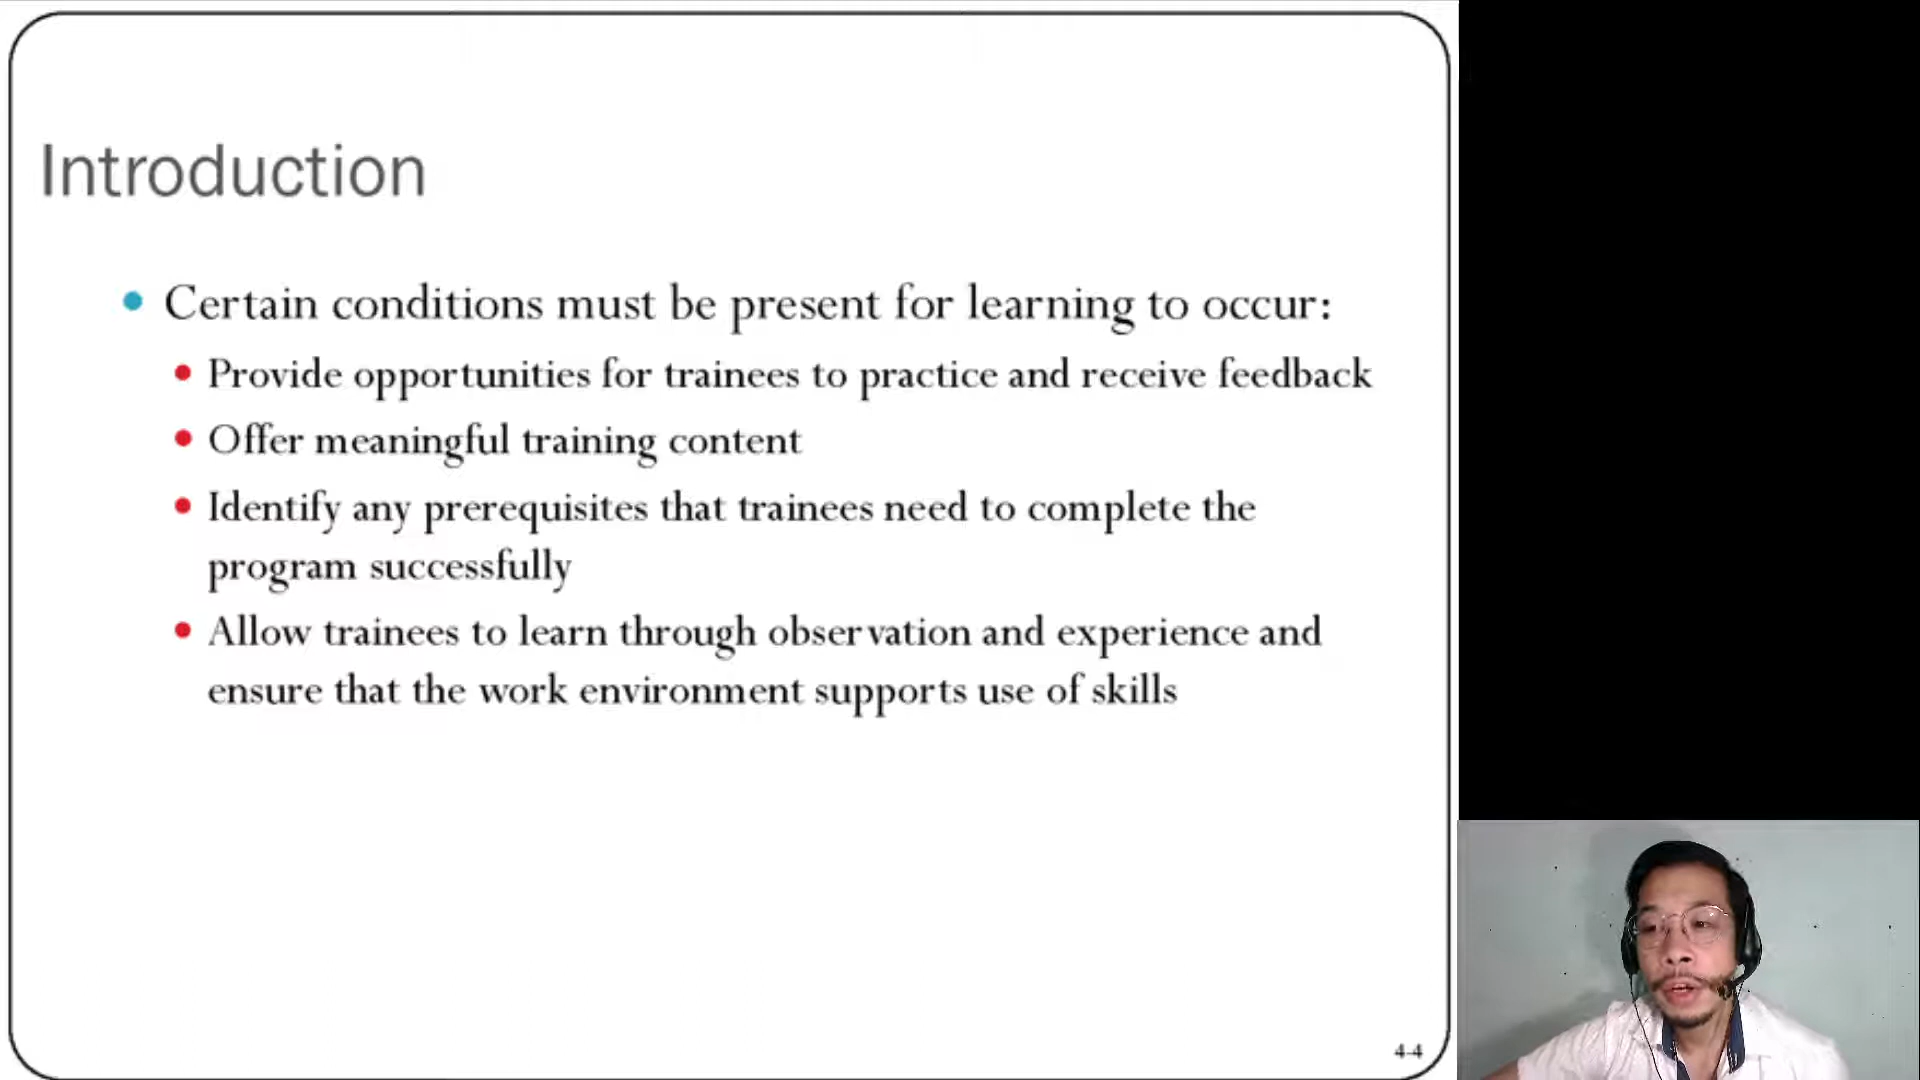 Introduction
Certain conditions must be present for learning to occur:
Provide opportunities for trainees to practice and receive feedback
Offer meaningful training content
Identify any prerequisites that trainees need to complete the
program successfully
Allow trainees to learn through observation and experience and
ensure that the work environment supports use of skills
4-4